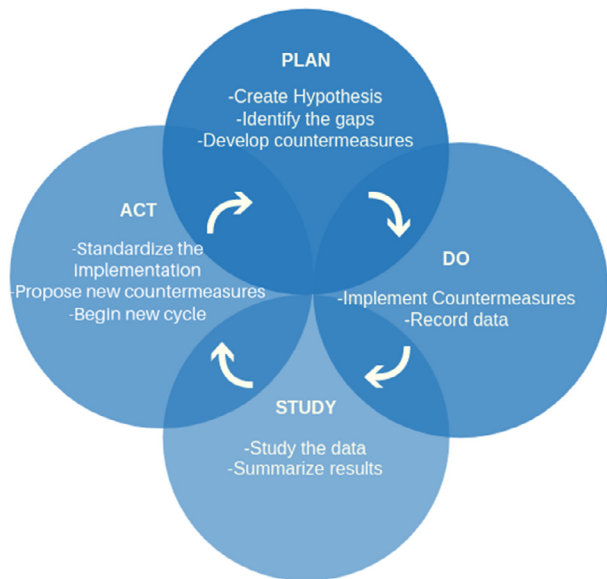 PLAN
-Create Hypothesis
-Identify the gaps
-Develop countermeasures
ACT
-Standardize the
implementation
-Propose new countermeasures
-Begin new cycle
DO
-Implement Countermeasures
-Record data
STUDY
-Study the data
-Summarize results